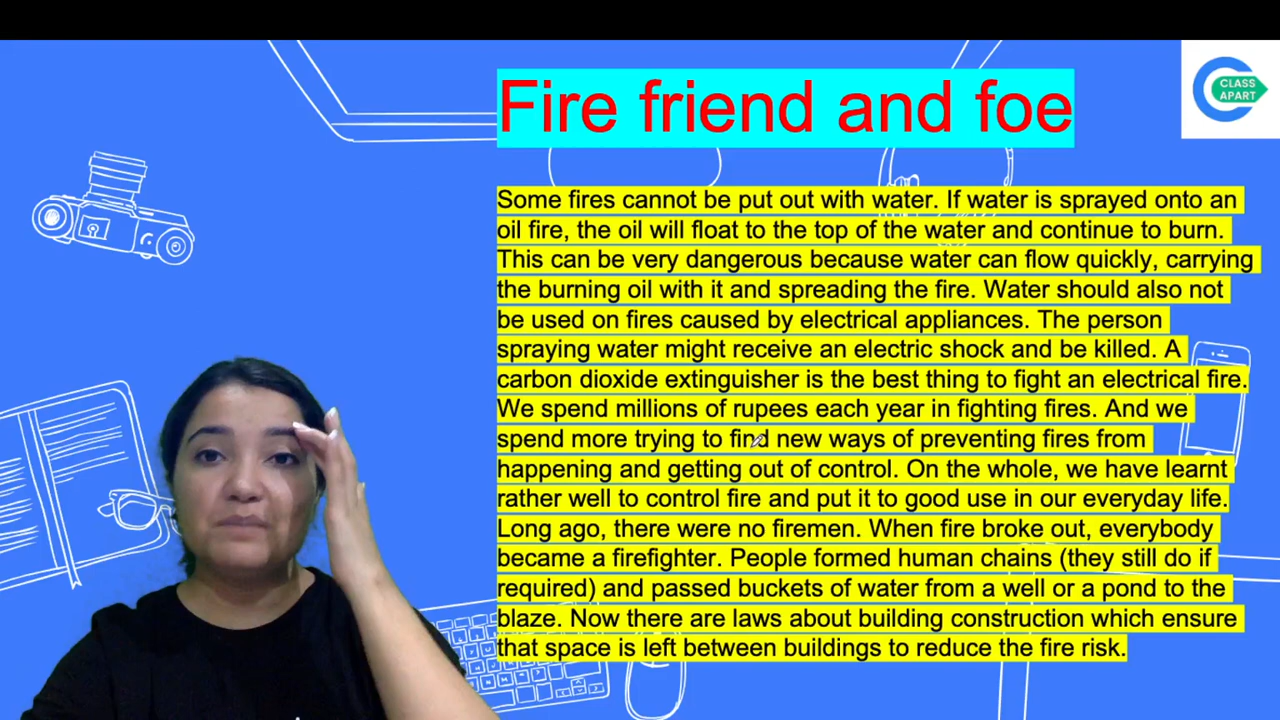 Fire friend and foe
CLASS
APART
Some fires cannot be put out with water. If water is sprayed onto an
oil fire, the oil will float to the top of the water and continue to burn.
This can be very dangerous because water can flow quickly, carrying
the burning oil with it and spreading the fire. Water should also not
be used on fires caused by electrical appliances. The person
spraying water might receive an electric shock and be killed. A
carbon dioxide extinguisher is the best thing to fight an electrical fire.
We spend millions of rupees each year in fighting fires. And we
spend more trying to find new ways of preventing fires from
happening and getting out of control. On the whole, we have learnt
rather well to control fire and put it to good use in our everyday life.
Long ago, there were no firemen. When fire broke out, everybody
became a firefighter. People formed human chains (they still do if
required) and passed buckets of water from a well or a pond to the
blaze. Now there are laws about building construction which ensure
that space is left between buildings to reduce the fire risk.